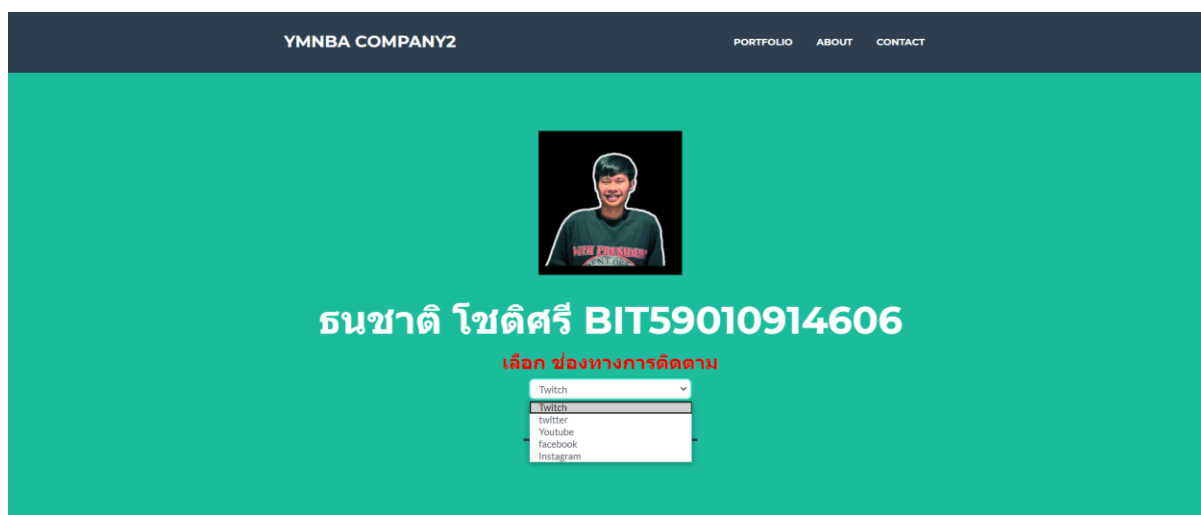 YMNBA COMPANY2
PORTFOLIO ABOUT CONTACT
ธนชาติ โชติศรี BIT59010914606
เลือก ช่องทางการติดตาม
Twitch
Twitch
twitter
Youtube
facebook
Instagram